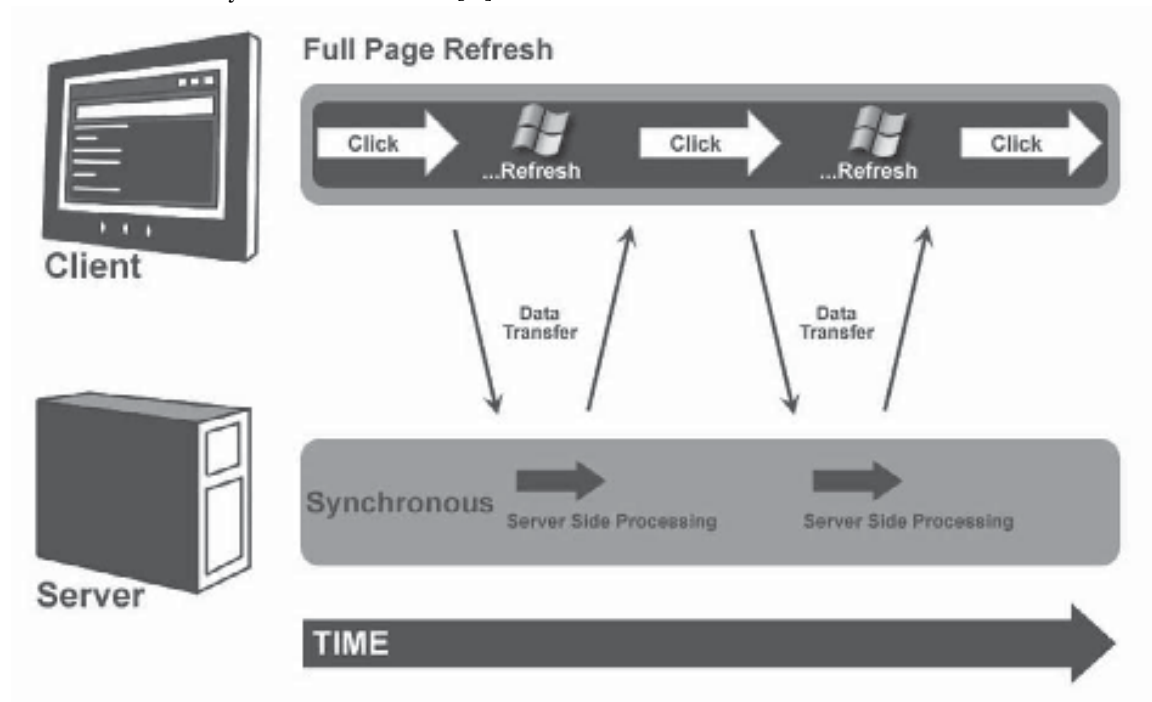 Full Page Refresh
Click
...Refresh
Click
...Refresh
Click
Client
Data
Transfer
Data
Transfer
Synchronous
Server Side Processing
Server Side Processing
Server
TIME